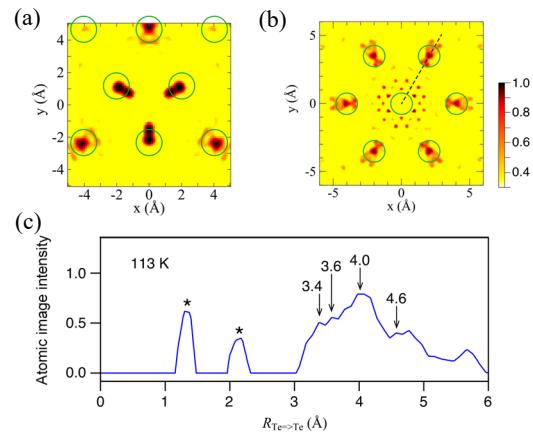 (a)
(b)
4
2
0
-2
-4
y (Å)
-4 -2 0 2 4
x (Å)
5
0
-5
y (Å)
-5 0 5
x (Å)
1.0
0.8
0.6
0.4
(c)
113 K
*
*
3.4
3.6
4.0
4.6
1.0
0.5
0.0
Atomic image intensity
0 1 2 3 4 5 6
R Te=>Te (Å)